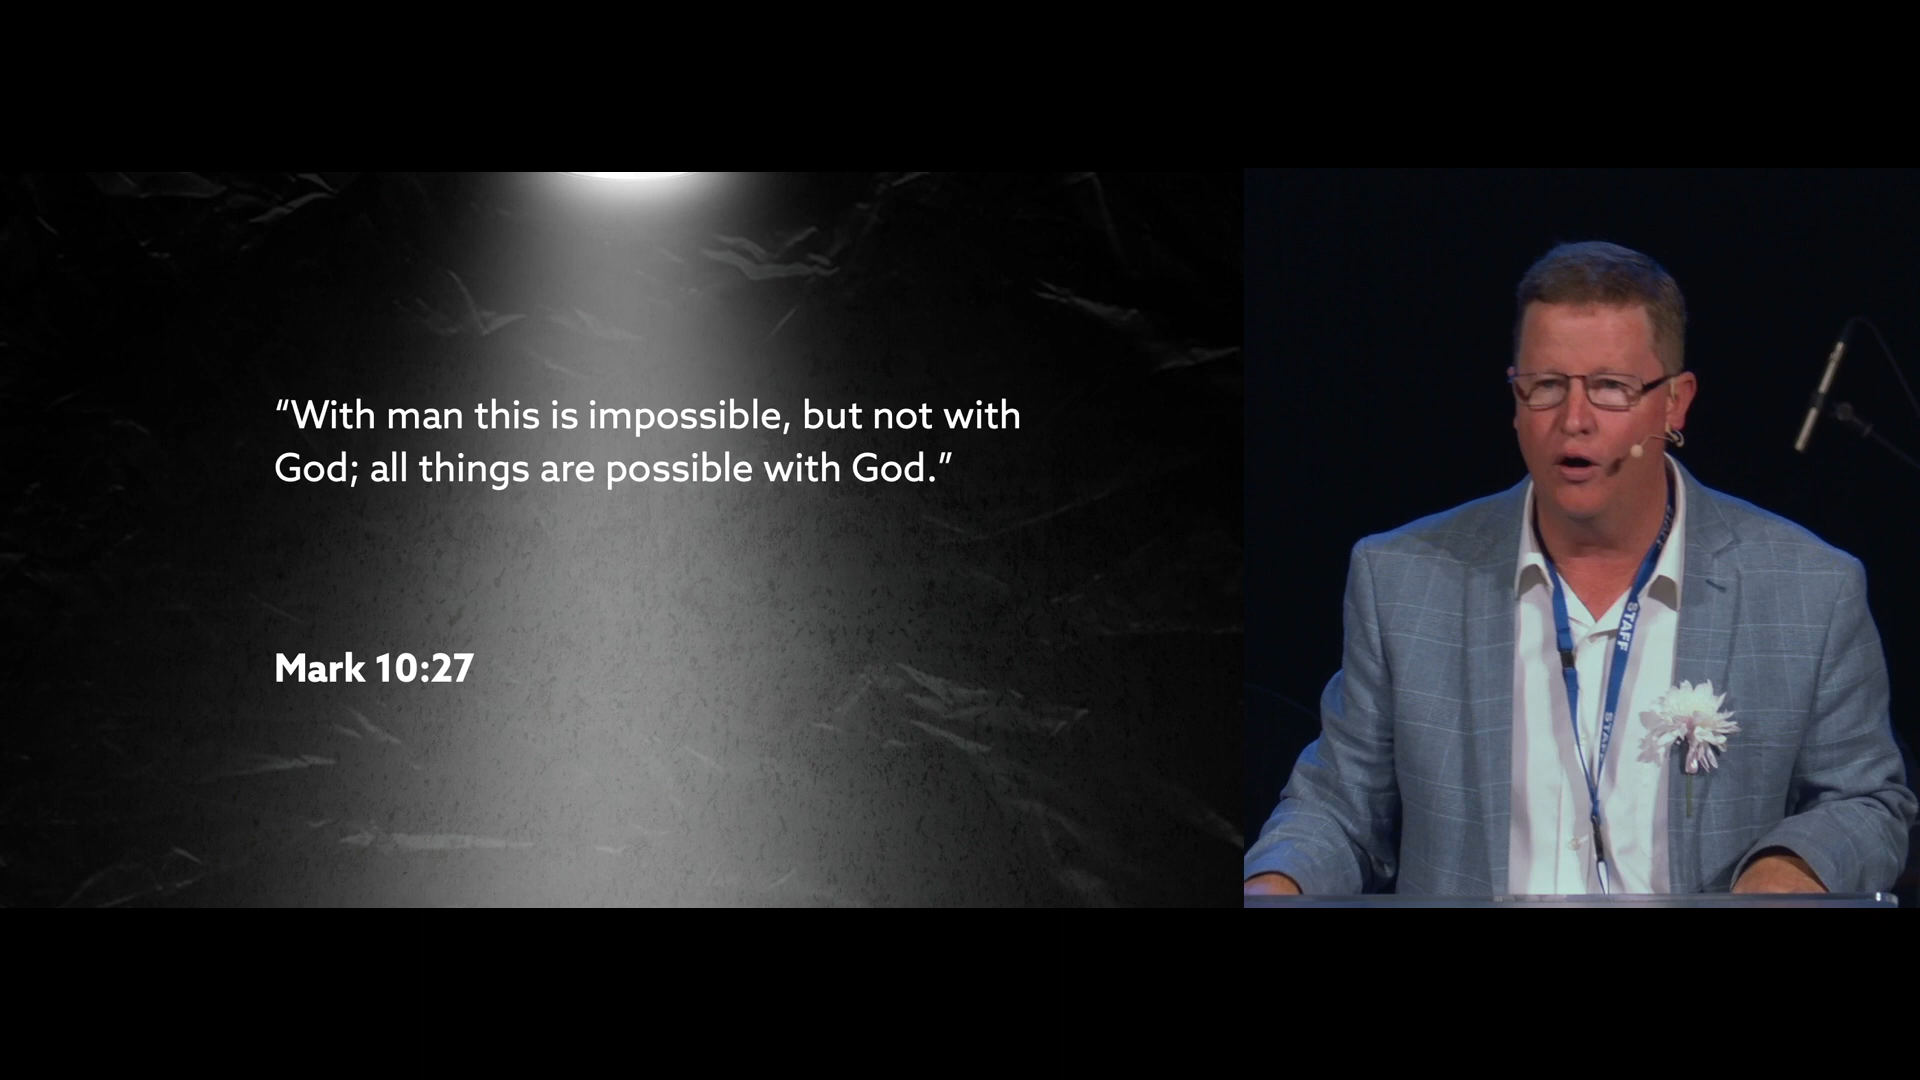 “With man this is impossible, but not with
God; all things are possible with God.”
Mark 10:27
STAFF
STAFF